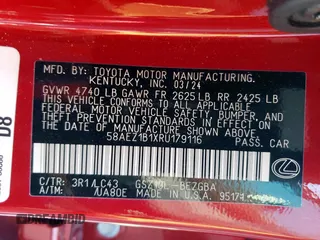 MFD. BY: TOYOTA MOTOR MANUFACTURING,
KENTUCKY, INC. 03/24
GVWR 4740 LB GAWR FR 2625 LB RR 2425 LB
THIS VEHICLE CONFORMS TO ALL APPLICABLE
FEDERAL MOTOR VEHICLE SAFETY, BUMPER, AND
THEFT PREVENTION STANDARDS IN EFFECT ON
THE DATE OF MANUFACTURE SHOWN ABOVE.
58AEZ1B1XRU179116 PASS. CAR
C/TR: 3R1/LC43
A/TM: /UA80E
MADE IN U.S.A.
D8